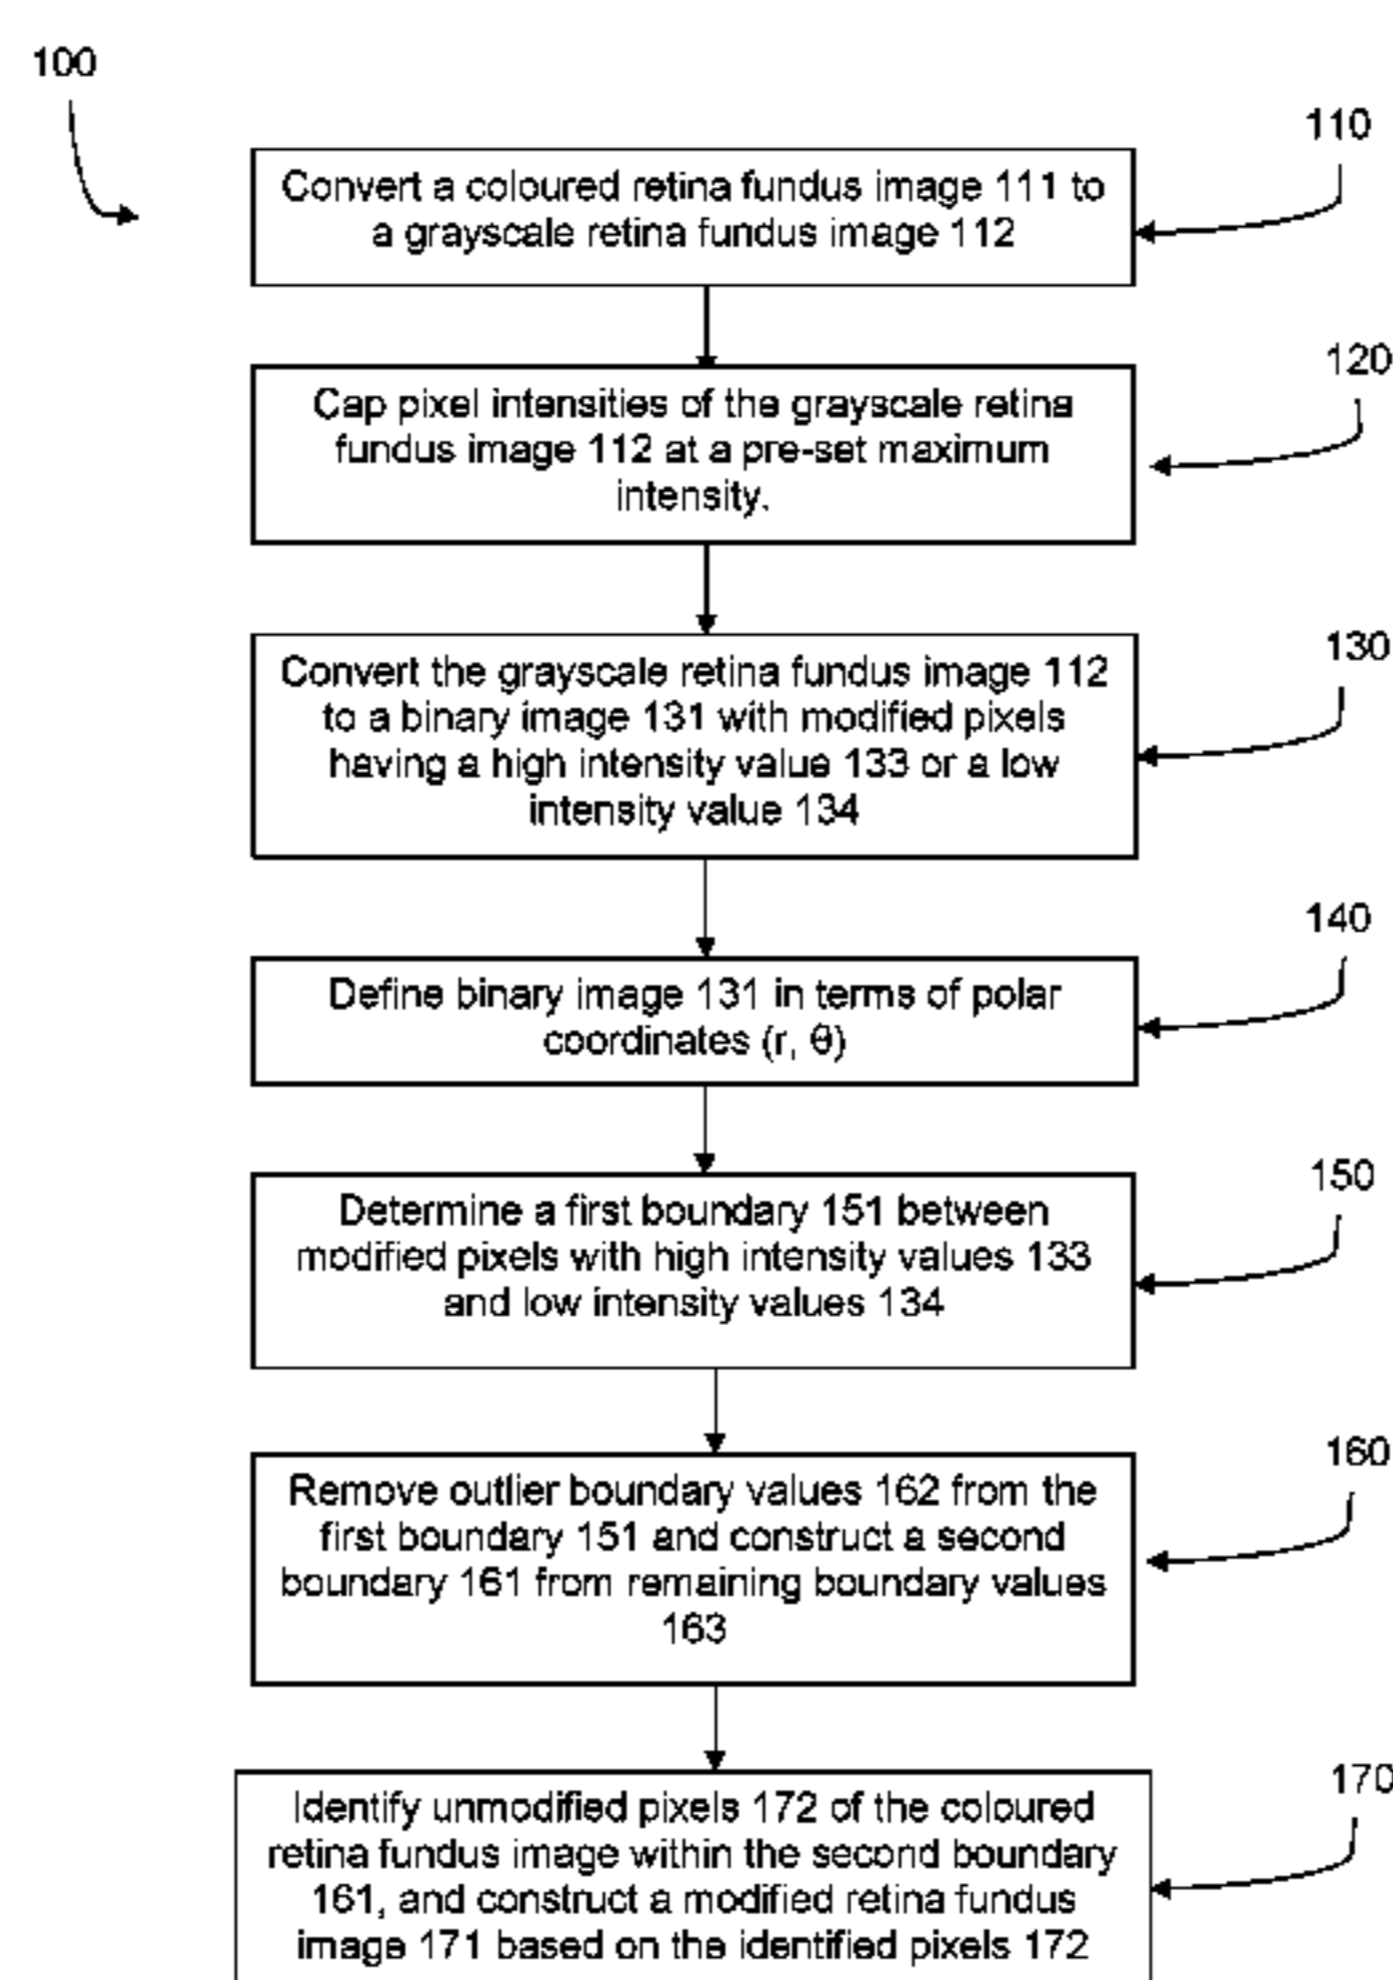 100
110
Convert a coloured retina fundus image 111 to
a grayscale retina fundus image 112
120
Cap pixel intensities of the grayscale retina
fundus image 112 at a pre-set maximum
intensity.
130
Convert the grayscale retina fundus image 112
to a binary image 131 with modified pixels
having a high intensity value 133 or a low
intensity value 134
140
Define binary image 131 in terms of polar
coordinates (r, θ)
150
Determine a first boundary 151 between
modified pixels with high intensity values 133
and low intensity values 134
160
Remove outlier boundary values 162 from the
first boundary 151 and construct a second
boundary 161 from remaining boundary values
163
170
Identify unmodified pixels 172 of the coloured
retina fundus image within the second boundary
161, and construct a modified retina fundus
image 171 based on the identified pixels 172